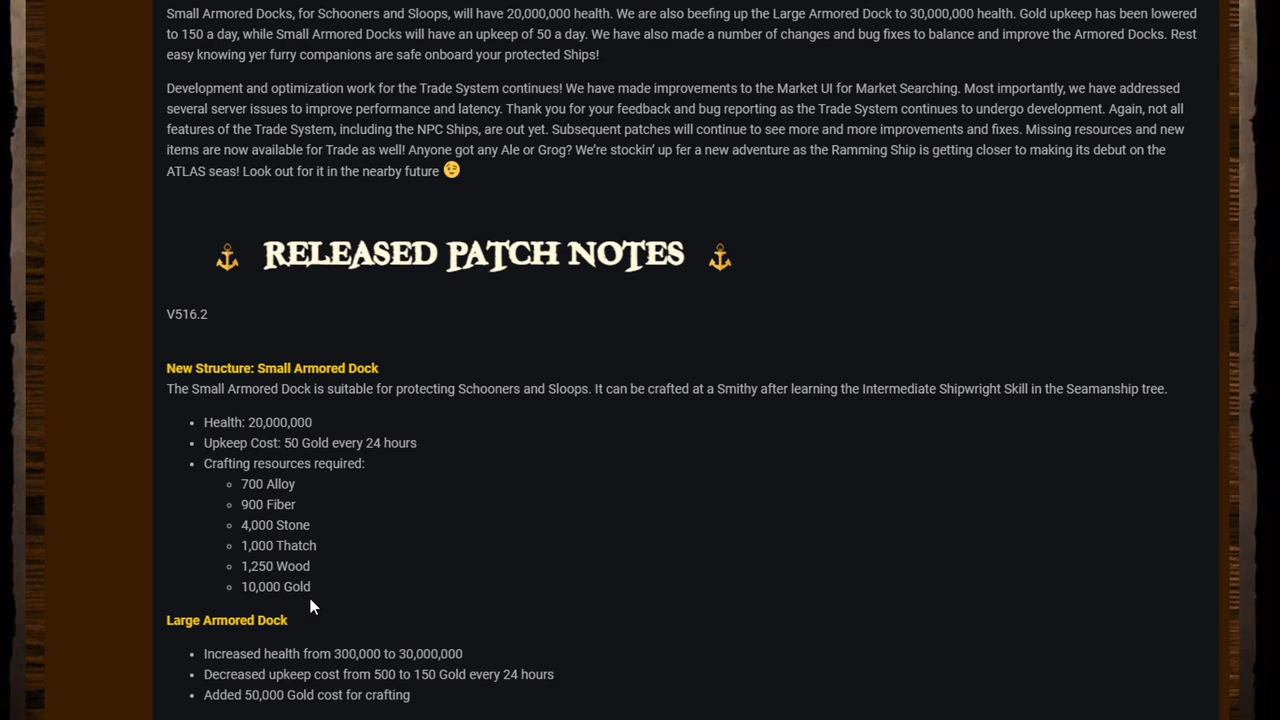 Small Armored Docks, for Schooners and Sloops, will have 20,000,000 health. We are also beefing up the Large Armored Dock to 30,000,000 health. Gold upkeep has been lowered
to 150 a day, while Small Armored Docks will have an upkeep of 50 a day. We have also made a number of changes and bug fixes to balance and improve the Armored Docks. Rest
easy knowing yer furry companions are safe onboard your protected Ships!
Development and optimization work for the Trade System continues! We have made improvements to the Market UI for Market Searching. Most importantly, we have addressed
several server issues to improve performance and latency. Thank you for your feedback and bug reporting as the Trade System continues to undergo development. Again, not all
features of the Trade System, including the NPC Ships, are out yet. Subsequent patches will continue to see more and more improvements and fixes. Missing resources and new
items are now available for Trade as well! Anyone got any Ale or Grog? We’re stockin’ up fer a new adventure as the Ramming Ship is getting closer to making its debut on the
ATLAS seas! Look out for it in the nearby future 😉
RELEASED PATCH NOTES
V516.2
New Structure: Small Armored Dock
The Small Armored Dock is suitable for protecting Schooners and Sloops. It can be crafted at a Smithy after learning the Intermediate Shipwright Skill in the Seamanship tree.
• Health: 20,000,000
• Upkeep Cost: 50 Gold every 24 hours
• Crafting resources required:
◦ 700 Alloy
◦ 900 Fiber
◦ 4,000 Stone
◦ 1,000 Thatch
◦ 1,250 Wood
◦ 10,000 Gold
Large Armored Dock
• Increased health from 300,000 to 30,000,000
• Decreased upkeep cost from 500 to 150 Gold every 24 hours
• Added 50,000 Gold cost for crafting